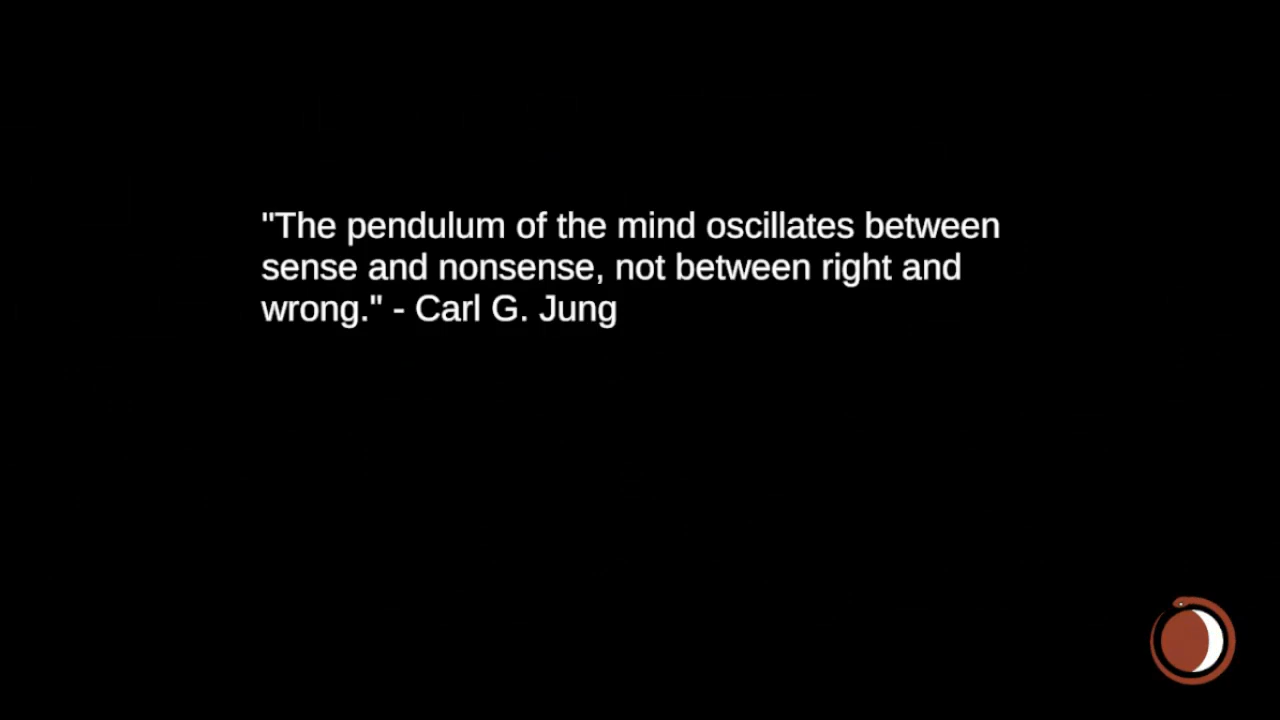 "The pendulum of the mind oscillates between
sense and nonsense, not between right and
wrong." - Carl G. Jung